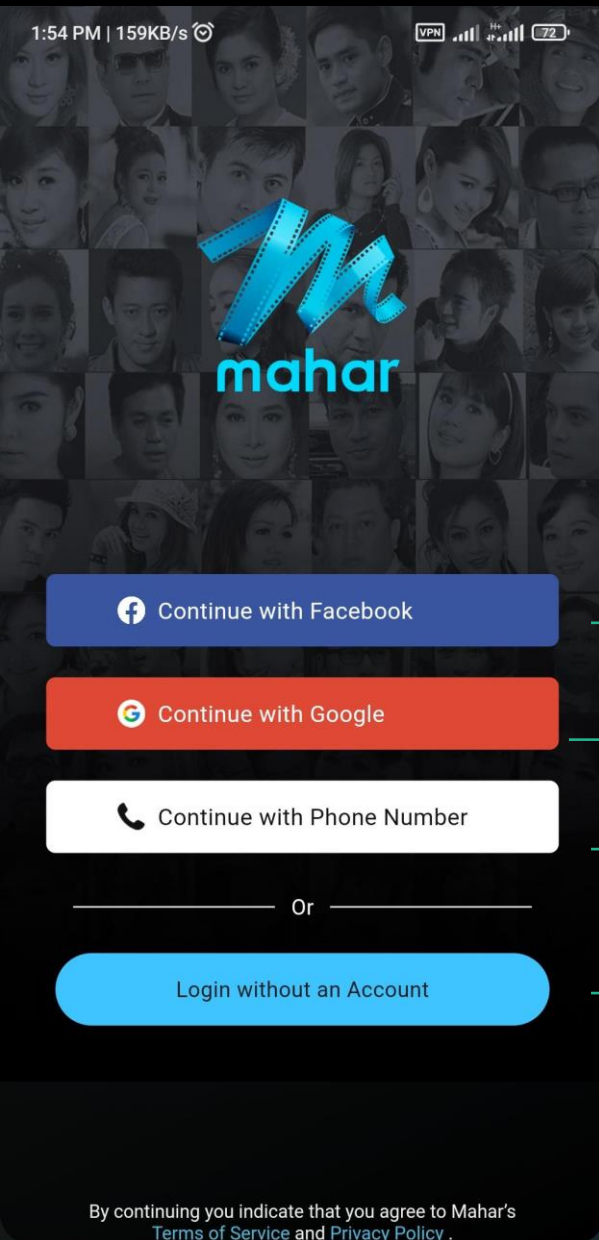 1:54 PM | 159KB/s VPN H+ 72
mahar
Continue with Facebook
Continue with Google
Continue with Phone Number
Or
Login without an Account
By continuing you indicate that you agree to Mahar's
Terms of Service and Privacy Policy .